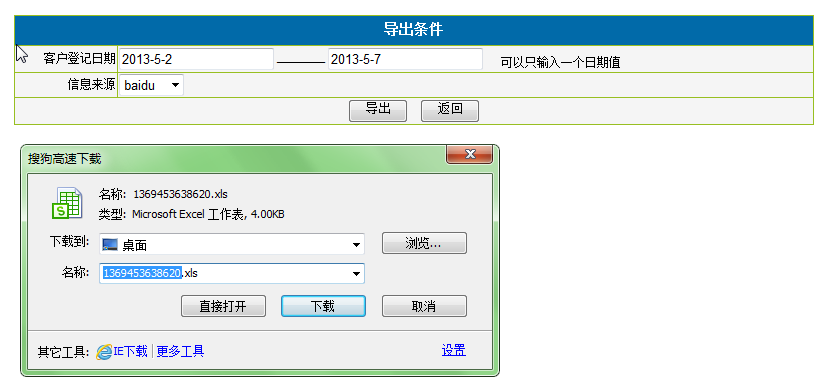 导出条件
客户登记日期 2013-5-2 ——— 2013-5-7 可以只输入一个日期值
信息来源 baidu
导出 返回
搜狗高速下载
名称: 1369453638620.xls
类型: Microsoft Excel 工作表, 4.00KB
下载到: 桌面 浏览...
名称: 1369453638620.xls
直接打开 下载 取消
其它工具: IE下载 更多工具 设置